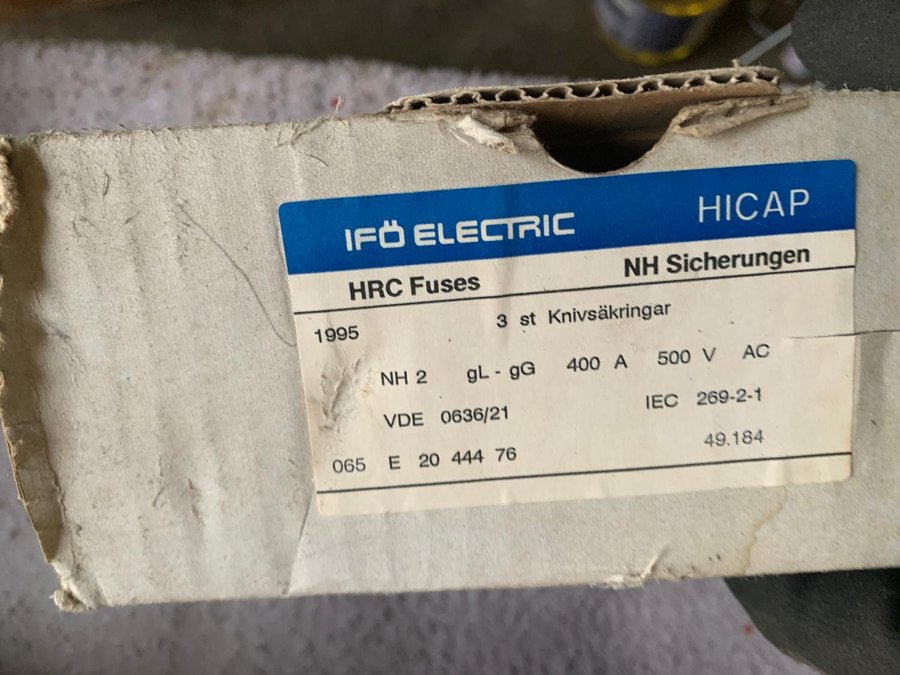 IFÖ ELECTRIC HICAP
HRC Fuses NH Sicherungen
1995 3 st Knivsäkringar
NH 2 gL - gG 400 A 500 V AC
VDE 0636/21 IEC 269-2-1
065 E 20 444 76 49.184